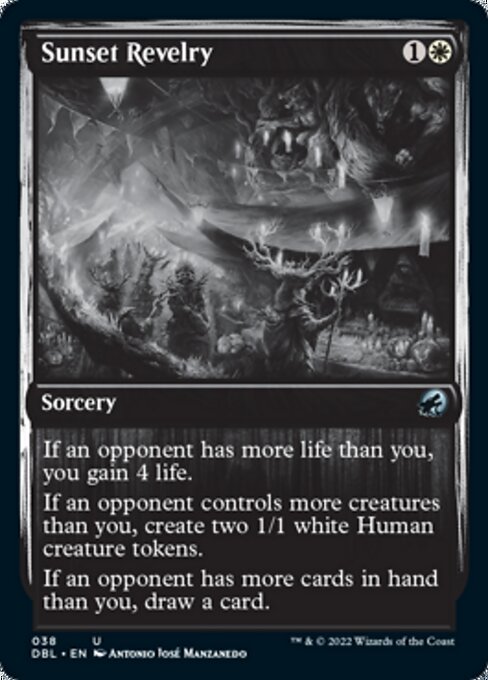 Sunset Revelry 1
Sorcery
If an opponent has more life than you,
you gain 4 life.
If an opponent controls more creatures
than you, create two 1/1 white Human
creature tokens.
If an opponent has more cards in hand
than you, draw a card.
038 U
DBL • EN Antonio José Manzanedo
™ & © 2022 Wizards of the Coast